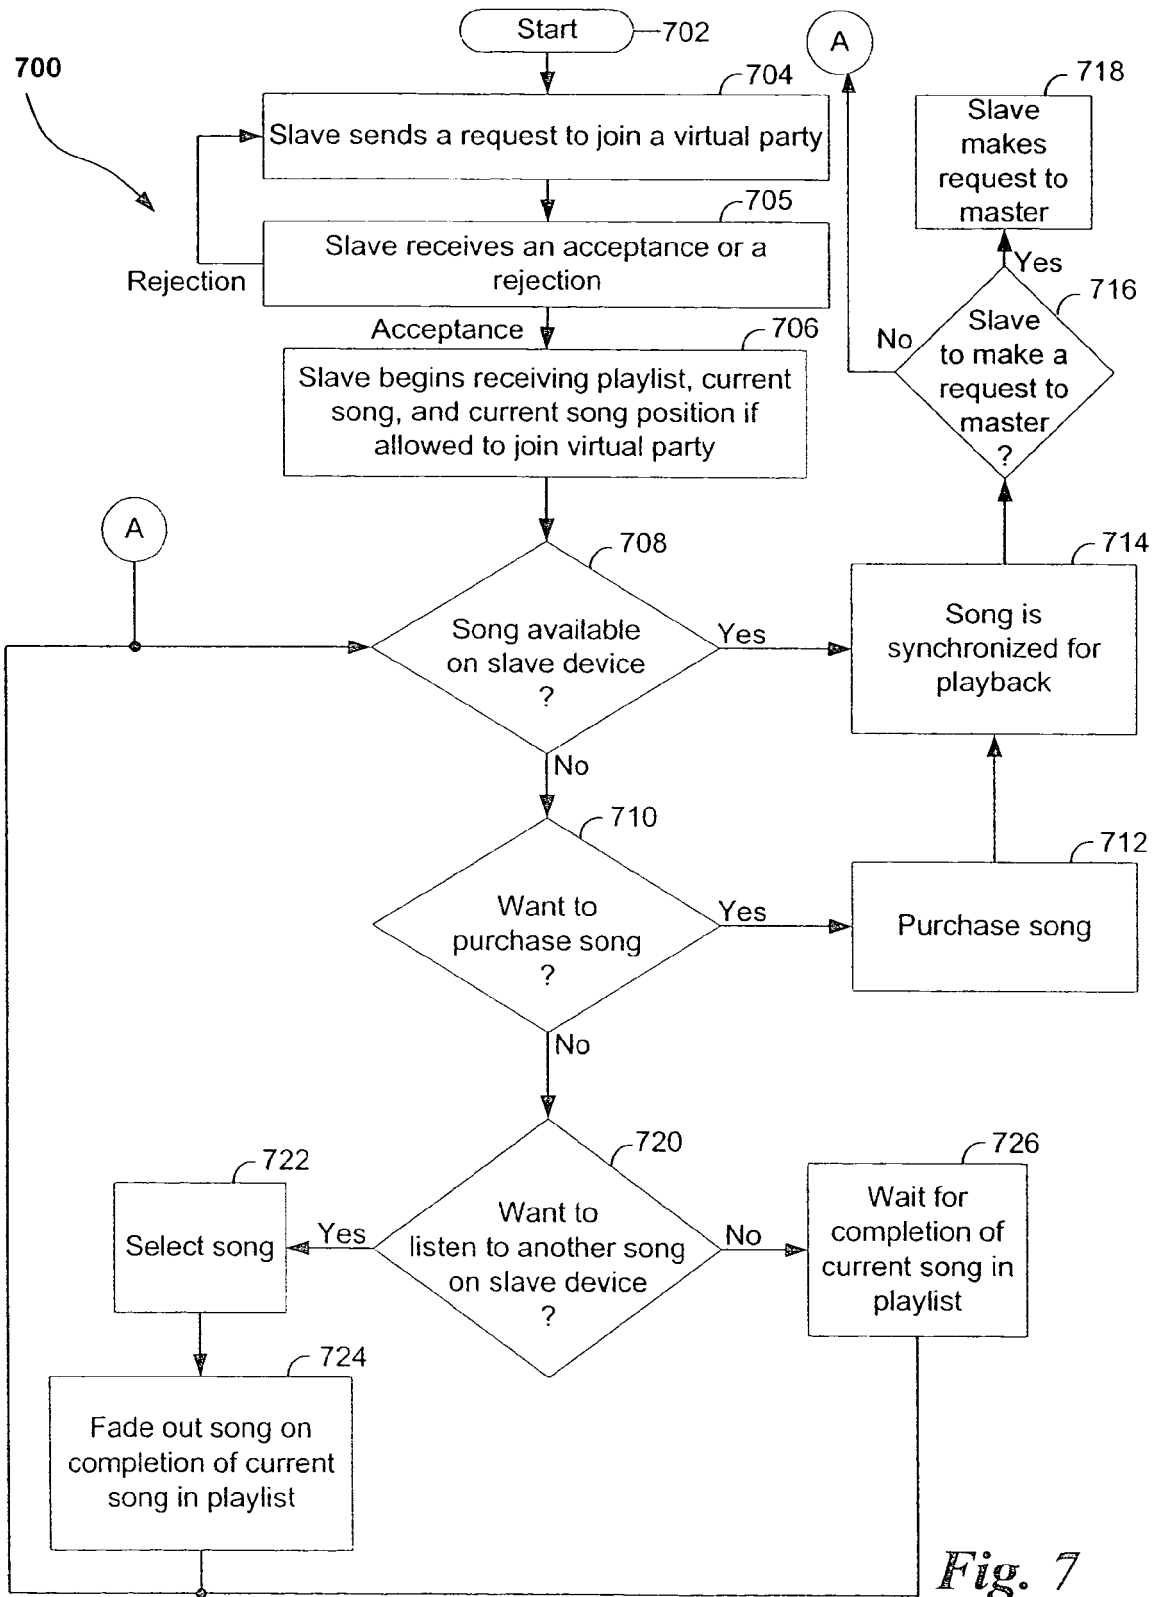 Start
702
A
700
704
718
Slave sends a request to join a virtual party
Slave
makes
request to
master
705
Slave receives an acceptance or a
rejection
Rejection
Yes
716
Acceptance
706
No
Slave
to make a
request to
master
?
Slave begins receiving playlist, current
song, and current song position if
allowed to join virtual party
A
708
714
Song available
on slave device
?
Yes
Song is
synchronized for
playback
No
710
712
Want to
purchase song
?
Yes
Purchase song
No
720
722
726
Want to
listen to another song
on slave device
?
Yes
Select song
No
Wait for
completion of
current song in
playlist
724
Fade out song on
completion of current
song in playlist
Fig. 7